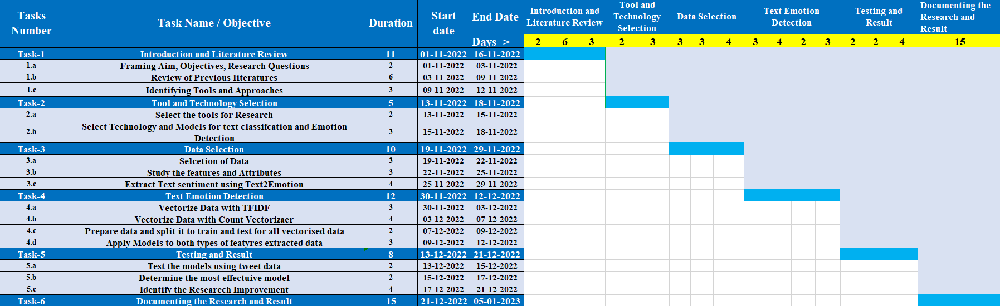 Tasks Number Task Name / Objective Duration Start date End Date Introduction and Literature Review Tool and Technology Selection Data Selection Text Emotion Detection Testing and Result Documenting the Research and Result
Days -> 2 6 3 2 3 3 3 4 3 4 2 3 2 2 4 15
Task-1 Introduction and Literature Review 11 01-11-2022 16-11-2022
1.a Framing Aim, Objectives, Research Questions 2 01-11-2022 03-11-2022
1.b Review of Previous literatures 6 03-11-2022 09-11-2022
1.c Identifying Tools and Approaches 3 09-11-2022 12-11-2022
Task-2 Tool and Technology Selection 5 13-11-2022 18-11-2022
2.a Select the tools for Research 2 13-11-2022 15-11-2022
2.b Select Technology and Models for text classifcation and Emotion Detection 3 15-11-2022 18-11-2022
Task-3 Data Selection 10 19-11-2022 29-11-2022
3.a Selcetion of Data 3 19-11-2022 22-11-2022
3.b Study the features and Attributes 3 22-11-2022 25-11-2022
3.c Extract Text sentiment using Text2Emotion 4 25-11-2022 29-11-2022
Task-4 Text Emotion Detection 12 30-11-2022 12-12-2022
4.a Vectorize Data with TFIDF 3 30-11-2022 03-12-2022
4.b Vectorize Data with Count Vectorizaer 4 03-12-2022 07-12-2022
4.c Prepare data and split it to train and test for all vectorised data 2 07-12-2022 09-12-2022
4.d Apply Models to both types of featyres extracted data 3 09-12-2022 12-12-2022
Task-5 Testing and Result 8 13-12-2022 21-12-2022
5.a Test the models using tweet data 2 13-12-2022 15-12-2022
5.b Determine the most effectuive model 2 15-12-2022 17-12-2022
5.c Identify the Researech Improvement 4 17-12-2022 21-12-2022
Task-6 Documenting the Research and Result 15 21-12-2022 05-01-2023